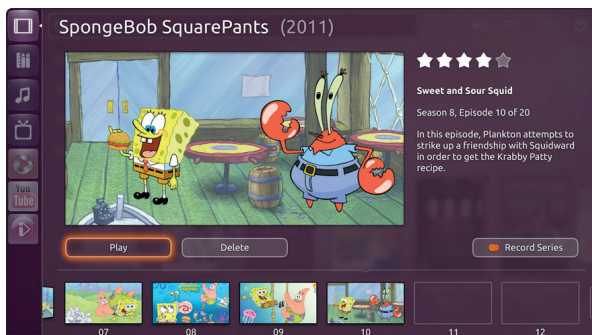 SpongeBob SquarePants (2011)
Sweet and Sour Squid
Season 8, Episode 10 of 20
In this episode, Plankton attempts to
strike up a friendship with Squidward
in order to get the Krabby Patty
recipe.
You
Tube
Play
Delete
Record Series
07
08
09
10
11
12